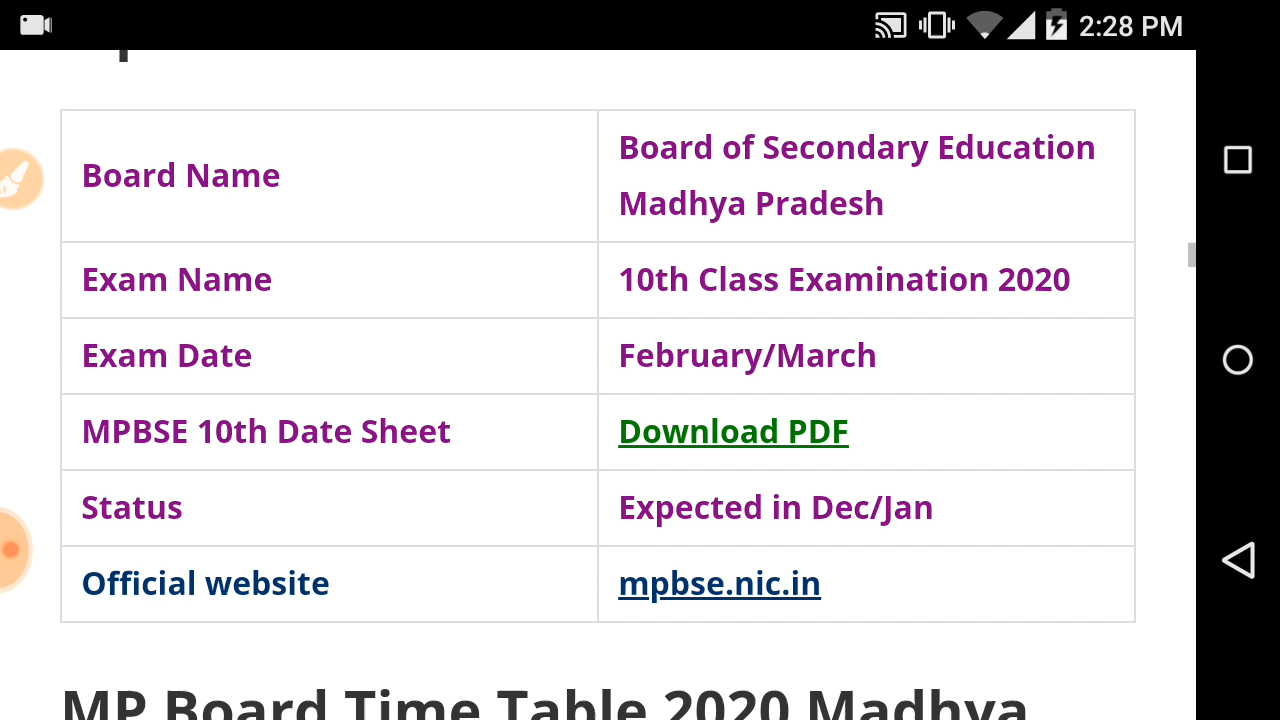 2:28 PM
Board Name
Board of Secondary Education
Madhya Pradesh
Exam Name
10th Class Examination 2020
Exam Date
February/March
MPBSE 10th Date Sheet
Download PDF
Status
Expected in Dec/Jan
Official website
mpbse.nic.in
MP Board Time Table 2020 Madhya